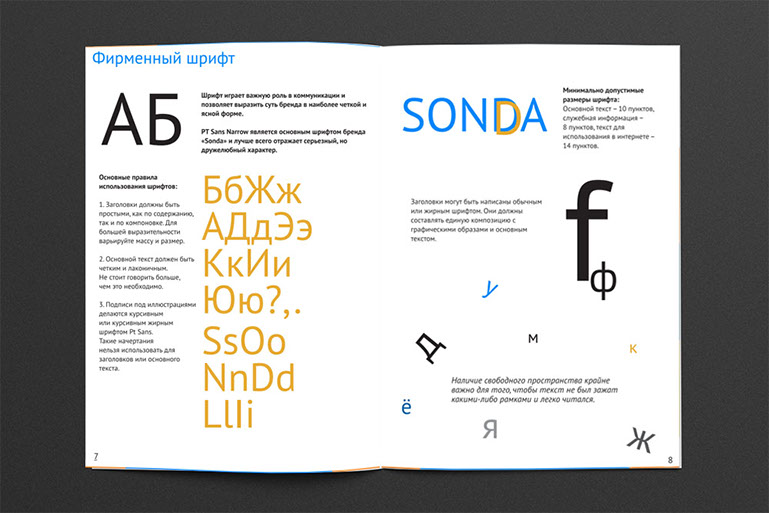 Фирменный шрифт
АБ
Шрифт играет важную роль в коммуникации и
позволяет выразить суть бренда в наиболее четкой и
ясной форме.
PT Sans Narrow является основным шрифтом бренда
«Sonda» и лучше всего отражает серьезный, но
дружелюбный характер.
Основные правила
использования шрифтов:
1. Заголовки должны быть
простыми, как по содержанию,
так и по компоновке. Для
большей выразительности
варьируйте массу и размер.
2. Основной текст должен быть
четким и лаконичным.
Не стоит говорить больше,
чем это необходимо.
3. Подписи под иллюстрациями
делаются курсивным
или курсивным жирным
шрифтом Pt Sans.
Такие начертания
нельзя использовать для
заголовков или основного
текста.
БбЖж
АДдЭэ
КкИи
Юю?,.
SsOo
NnDd
LlIi
7
SONDA
D
Минимально допустимые
размеры шрифта:
Основной текст – 10 пунктов,
служебная информация –
8 пунктов, текст для
использования в интернете –
14 пунктов.
Заголовки могут быть написаны обычным
или жирным шрифтом. Они должны
составлять единую композицию с
графическими образами и основным
текстом.
f
ф
у
д
м
к
ё
Я
Ж
Наличие свободного пространства крайне
важно для того, чтобы текст не был зажат
какими-либо рамками и легко читался.
8